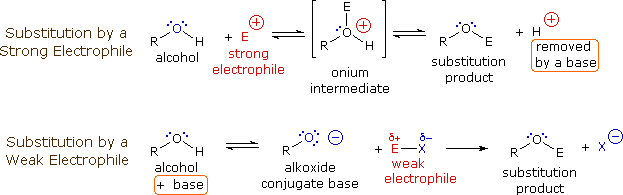 Substitution by a
Strong Electrophile
R O H
alcohol
+ E⊕
strong
electrophile
E
R O H ⊕
onium
intermediate
R O E
substitution
product
+ H⊕
removed
by a base
Substitution by a
Weak Electrophile
R O H
alcohol
+ base
R O ⊖
alkoxide
conjugate base
+ E—X
δ+ δ-
weak
electrophile
R O E
substitution
product
+ X⊖